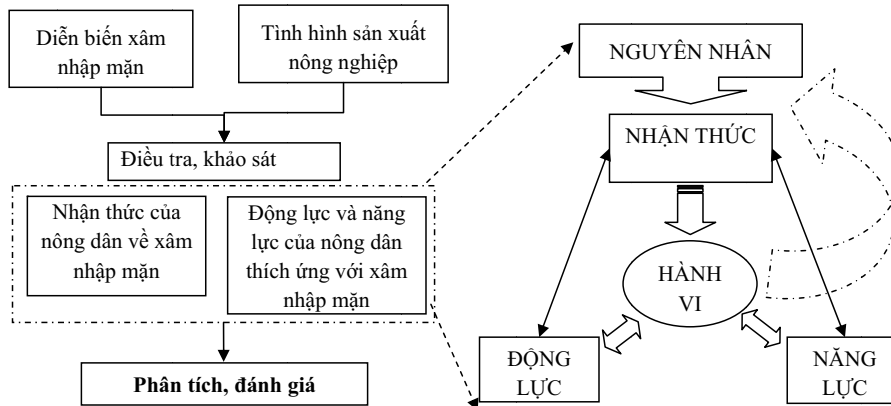 Diễn biến xâm
nhập mặn
Tình hình sản xuất
nông nghiệp
Điều tra, khảo sát
Nhận thức của
nông dân về xâm
nhập mặn
Động lực và năng
lực của nông dân
thích ứng với xâm
nhập mặn
Phân tích, đánh giá
NGUYÊN NHÂN
NHẬN THỨC
HÀNH
VI
ĐỘNG
LỰC
NĂNG
LỰC